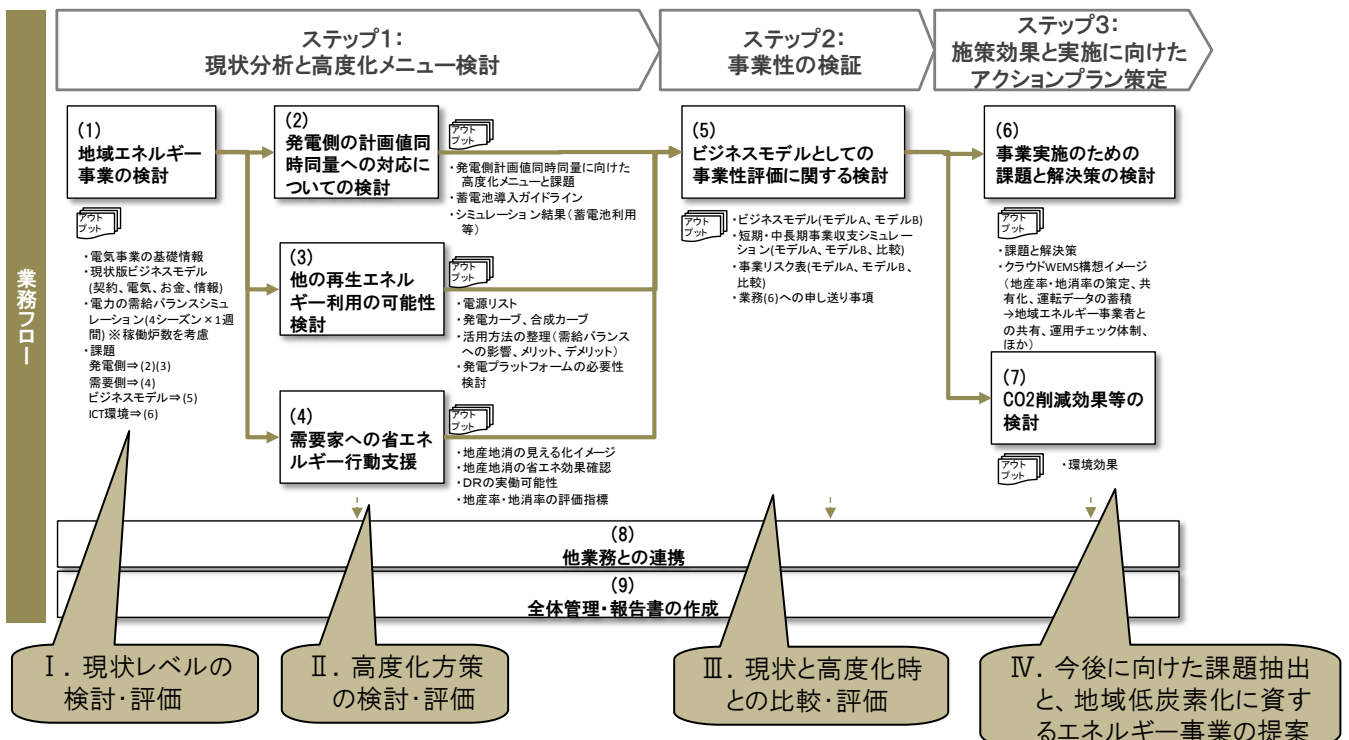 ステップ1:
現状分析と高度化メニュー検討
ステップ2:
事業性の検証
ステップ3:
施策効果と実施に向けた
アクションプラン策定
業務フロー
(1)
地域エネルギー
事業の検討
アウト
プット
・電気事業の基礎情報
・現状版ビジネスモデル
(契約、電気、お金、情報)
・電力の需給バランスシミュ
レーション(4シーズン×1週
間) ※稼働炉数を考慮
・課題
発電側⇒(2)(3)
需要側⇒(4)
ビジネスモデル⇒(5)
ICT環境⇒(6)
(2)
発電側の計画値同
時同量への対応に
ついての検討
アウト
プット
・発電側計画値同時同量に向けた
高度化メニューと課題
・蓄電池導入ガイドライン
・シミュレーション結果(蓄電池利用
等)
(3)
他の再生エネル
ギー利用の可能性
検討
アウト
プット
・電源リスト
・発電カーブ、合成カーブ
・活用方法の整理(需給バランス
への影響、メリット、デメリット)
・発電プラットフォームの必要性
検討
(4)
需要家への省エネ
ルギー行動支援
アウト
プット
・地産地消の見える化イメージ
・地産地消の省エネ効果確認
・DRの実働可能性
・地産率・地消率の評価指標
(5)
ビジネスモデルとしての
事業性評価に関する検討
アウト
プット
・ビジネスモデル(モデルA、モデルB)
・短期・中長期事業収支シミュレー
ション(モデルA、モデルB、比較)
・事業リスク表(モデルA、モデルB、
比較)
・業務(6)への申し送り事項
(6)
事業実施のための
課題と解決策の検討
アウト
プット
・課題と解決策
・クラウドWEMS構想イメージ
(地産率・地消率の策定、共
有化、運転データの蓄積
→地域エネルギー事業者と
の共有、運用チェック体制、
ほか)
(7)
CO2削減効果等の
検討
アウト
プット
・環境効果
(8)
他業務との連携
(9)
全体管理・報告書の作成
Ⅰ. 現状レベルの
検討・評価
Ⅱ. 高度化方策
の検討・評価
Ⅲ. 現状と高度化時
との比較・評価
Ⅳ. 今後に向けた課題抽出
と、地域低炭素化に資す
るエネルギー事業の提案